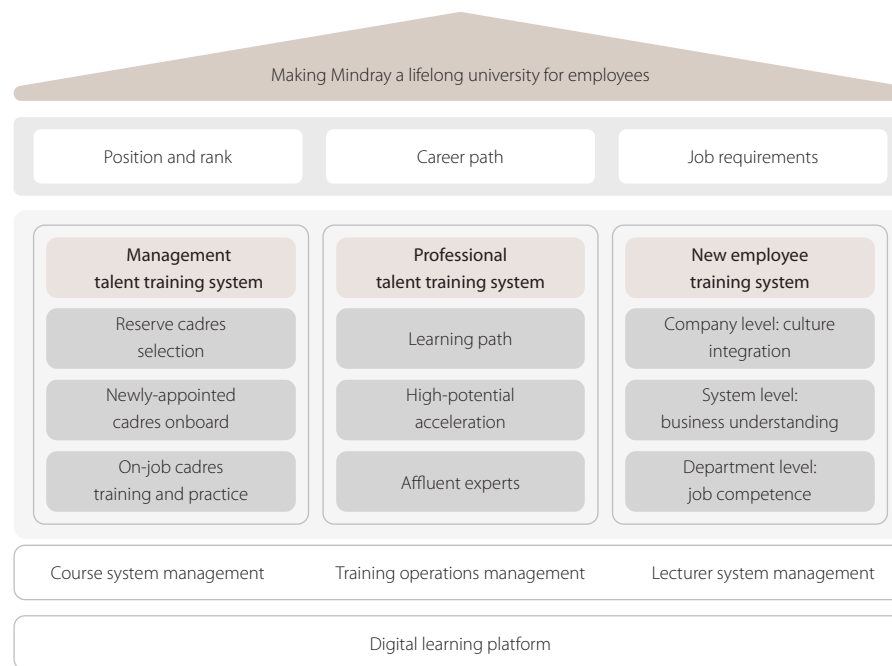 Making Mindray a lifelong university for employees
Position and rank
Career path
Job requirements
Management
talent training system
Reserve cadres
selection
Newly-appointed
cadres onboard
On-job cadres
training and practice
Professional
talent training system
Learning path
High-potential
acceleration
Affluent experts
New employee
training system
Company level: culture
integration
System level:
business understanding
Department level:
job competence
Course system management
Training operations management
Lecturer system management
Digital learning platform